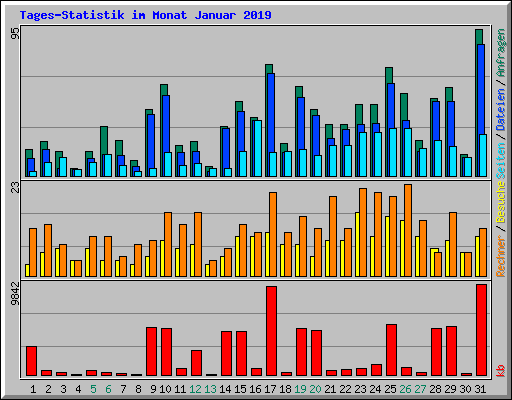 Tages-Statistik im Monat Januar 2019
95
Seiten / Dateien / Anfragen
23
Rechner / Besuche
9842
kb
1 2 3 4 5 6 7 8 9 10 11 12 13 14 15 16 17 18 19 20 21 22 23 24 25 26 27 28 29 30 31